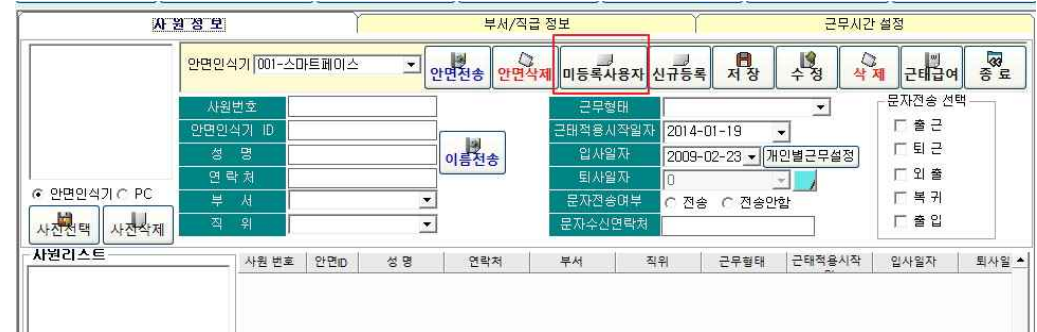 사 원 정 보 부서/직급 정보 근무시간 설정
안면인식기 001-스마트페이스 안면전송 안면삭제 미등록사용자 신규등록 저 장 수 정 삭 제 근태급여 종 료
사원번호 근무형태 문자전송 선택
안면인식기 ID 근태적용시작일자 2014-01-19 출 근
성 명 이름전송 입사일자 2009-02-23 개인별근무설정 퇴 근
연 락 처 퇴사일자 0 외 출
안면인식기 PC 부 서 문자전송여부 전송 전송안함 복 귀
사진선택 사진삭제 직 위 문자수신연락처 출 입
사원리스트 사원 번호 안면ID 성 명 연락처 부서 직위 근무형태 근태적용시작 입사일자 퇴사일